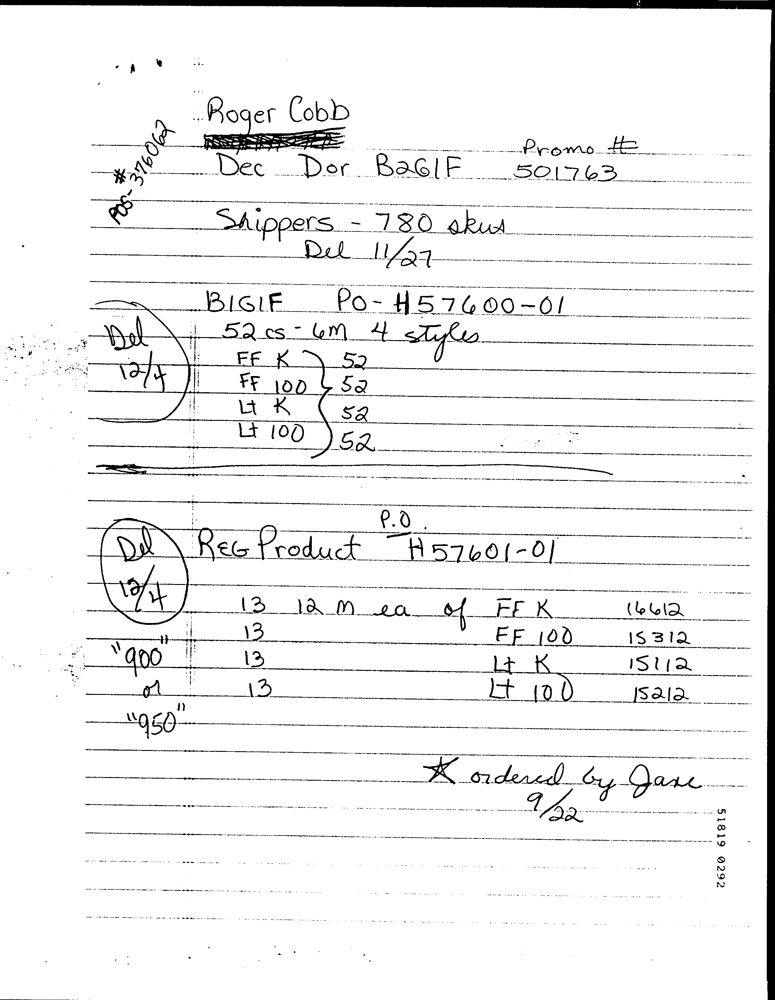 Roger Cobb
POS-# 376062
Promo #
Dec Dor B2G1F 501763
Shippers - 780 skus
Del 11/27
B1G1F PO- H57600-01
Del 12/4
52 cs - 6m 4 styles
FF K 52
FF 100 52
Lt K 52
Lt 100 52
P.O.
Del REG Product H57601-01
12/4
13 12 M ea of FF K 16612
13 FF 100 15312
"900" 13 Lt K 15112
or 13 Lt 100 15212
"950"
☆ ordered by Jane
9/22
51819 0292